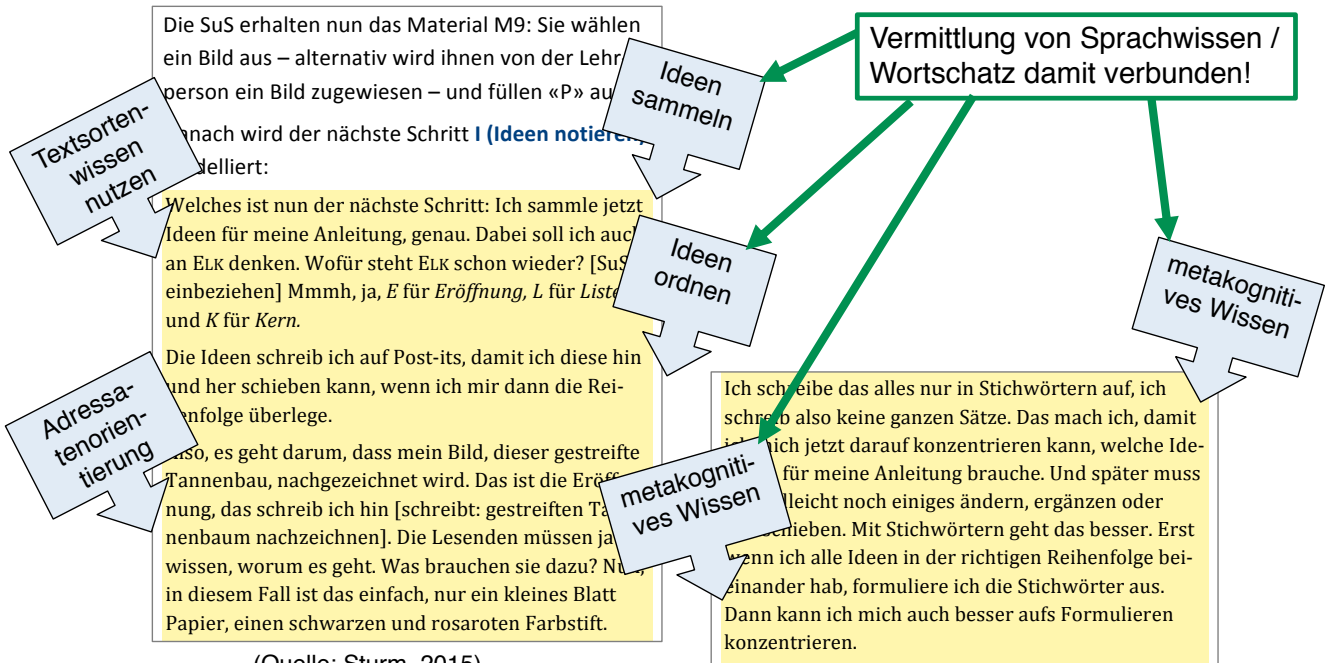 Die SuS erhalten nun das Material M9: Sie wählen
ein Bild aus – alternativ wird ihnen von der Lehr
person ein Bild zugewiesen – und füllen «P» au
anach wird der nächste Schritt I (Ideen notieren)
delliert:
Welches ist nun der nächste Schritt: Ich sammle jetzt
Ideen für meine Anleitung, genau. Dabei soll ich auch
an ELK denken. Wofür steht ELK schon wieder? [SuS
einbeziehen] Mmmh, ja, E für Eröffnung, L für Liste
und K für Kern.
Die Ideen schreib ich auf Post-its, damit ich diese hin
und her schieben kann, wenn ich mir dann die Rei-
enfolge überlege.
so, es geht darum, dass mein Bild, dieser gestreifte
Tannenbau, nachgezeichnet wird. Das ist die Eröff
nung, das schreib ich hin [schreibt: gestreiften Ta
nenbaum nachzeichnen]. Die Lesenden müssen ja
wissen, worum es geht. Was brauchen sie dazu? Nun,
in diesem Fall ist das einfach, nur ein kleines Blatt
Papier, einen schwarzen und rosaroten Farbstift.
(Quelle: Sturm, 2015)
Textsorten-
wissen
nutzen
Adressa-
tenorien-
tierung
Ideen
sammeln
Ideen
ordnen
metakogniti-
ves Wissen
Vermittlung von Sprachwissen /
Wortschatz damit verbunden!
metakogniti-
ves Wissen
Ich schreibe das alles nur in Stichwörtern auf, ich
schreib also keine ganzen Sätze. Das mach ich, damit
ich mich jetzt darauf konzentrieren kann, welche Ide-
für meine Anleitung brauche. Und später muss
lleicht noch einiges ändern, ergänzen oder
schieben. Mit Stichwörtern geht das besser. Erst
wenn ich alle Ideen in der richtigen Reihenfolge bei-
einander hab, formuliere ich die Stichwörter aus.
Dann kann ich mich auch besser aufs Formulieren
konzentrieren.